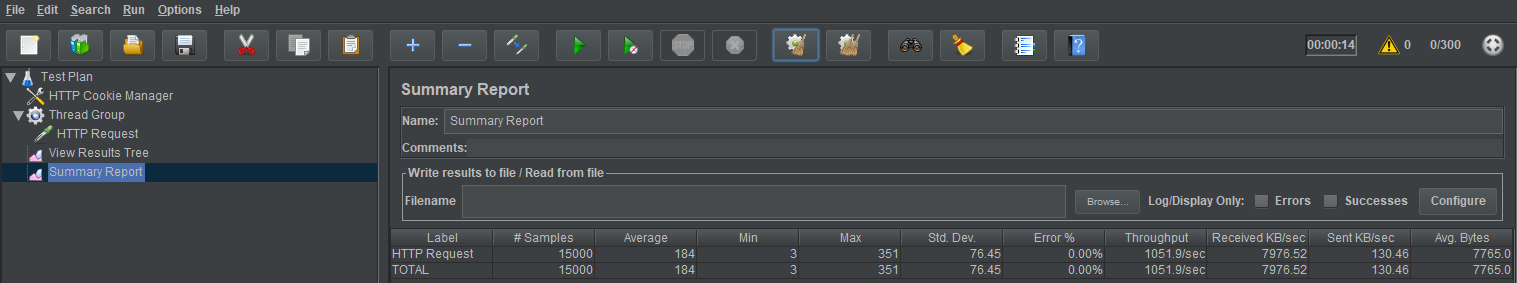 File Edit Search Run Options Help
STOP 00:00:14 0 0/300
Test Plan
HTTP Cookie Manager
Thread Group
HTTP Request
View Results Tree
Summary Report
Summary Report
Name: Summary Report
Comments:
Write results to file / Read from file
Filename Browse... Log/Display Only: Errors Successes Configure
Label # Samples Average Min Max Std. Dev. Error % Throughput Received KB/sec Sent KB/sec Avg. Bytes
HTTP Request 15000 184 3 351 76.45 0.00% 1051.9/sec 7976.52 130.46 7765.0
TOTAL 15000 184 3 351 76.45 0.00% 1051.9/sec 7976.52 130.46 7765.0